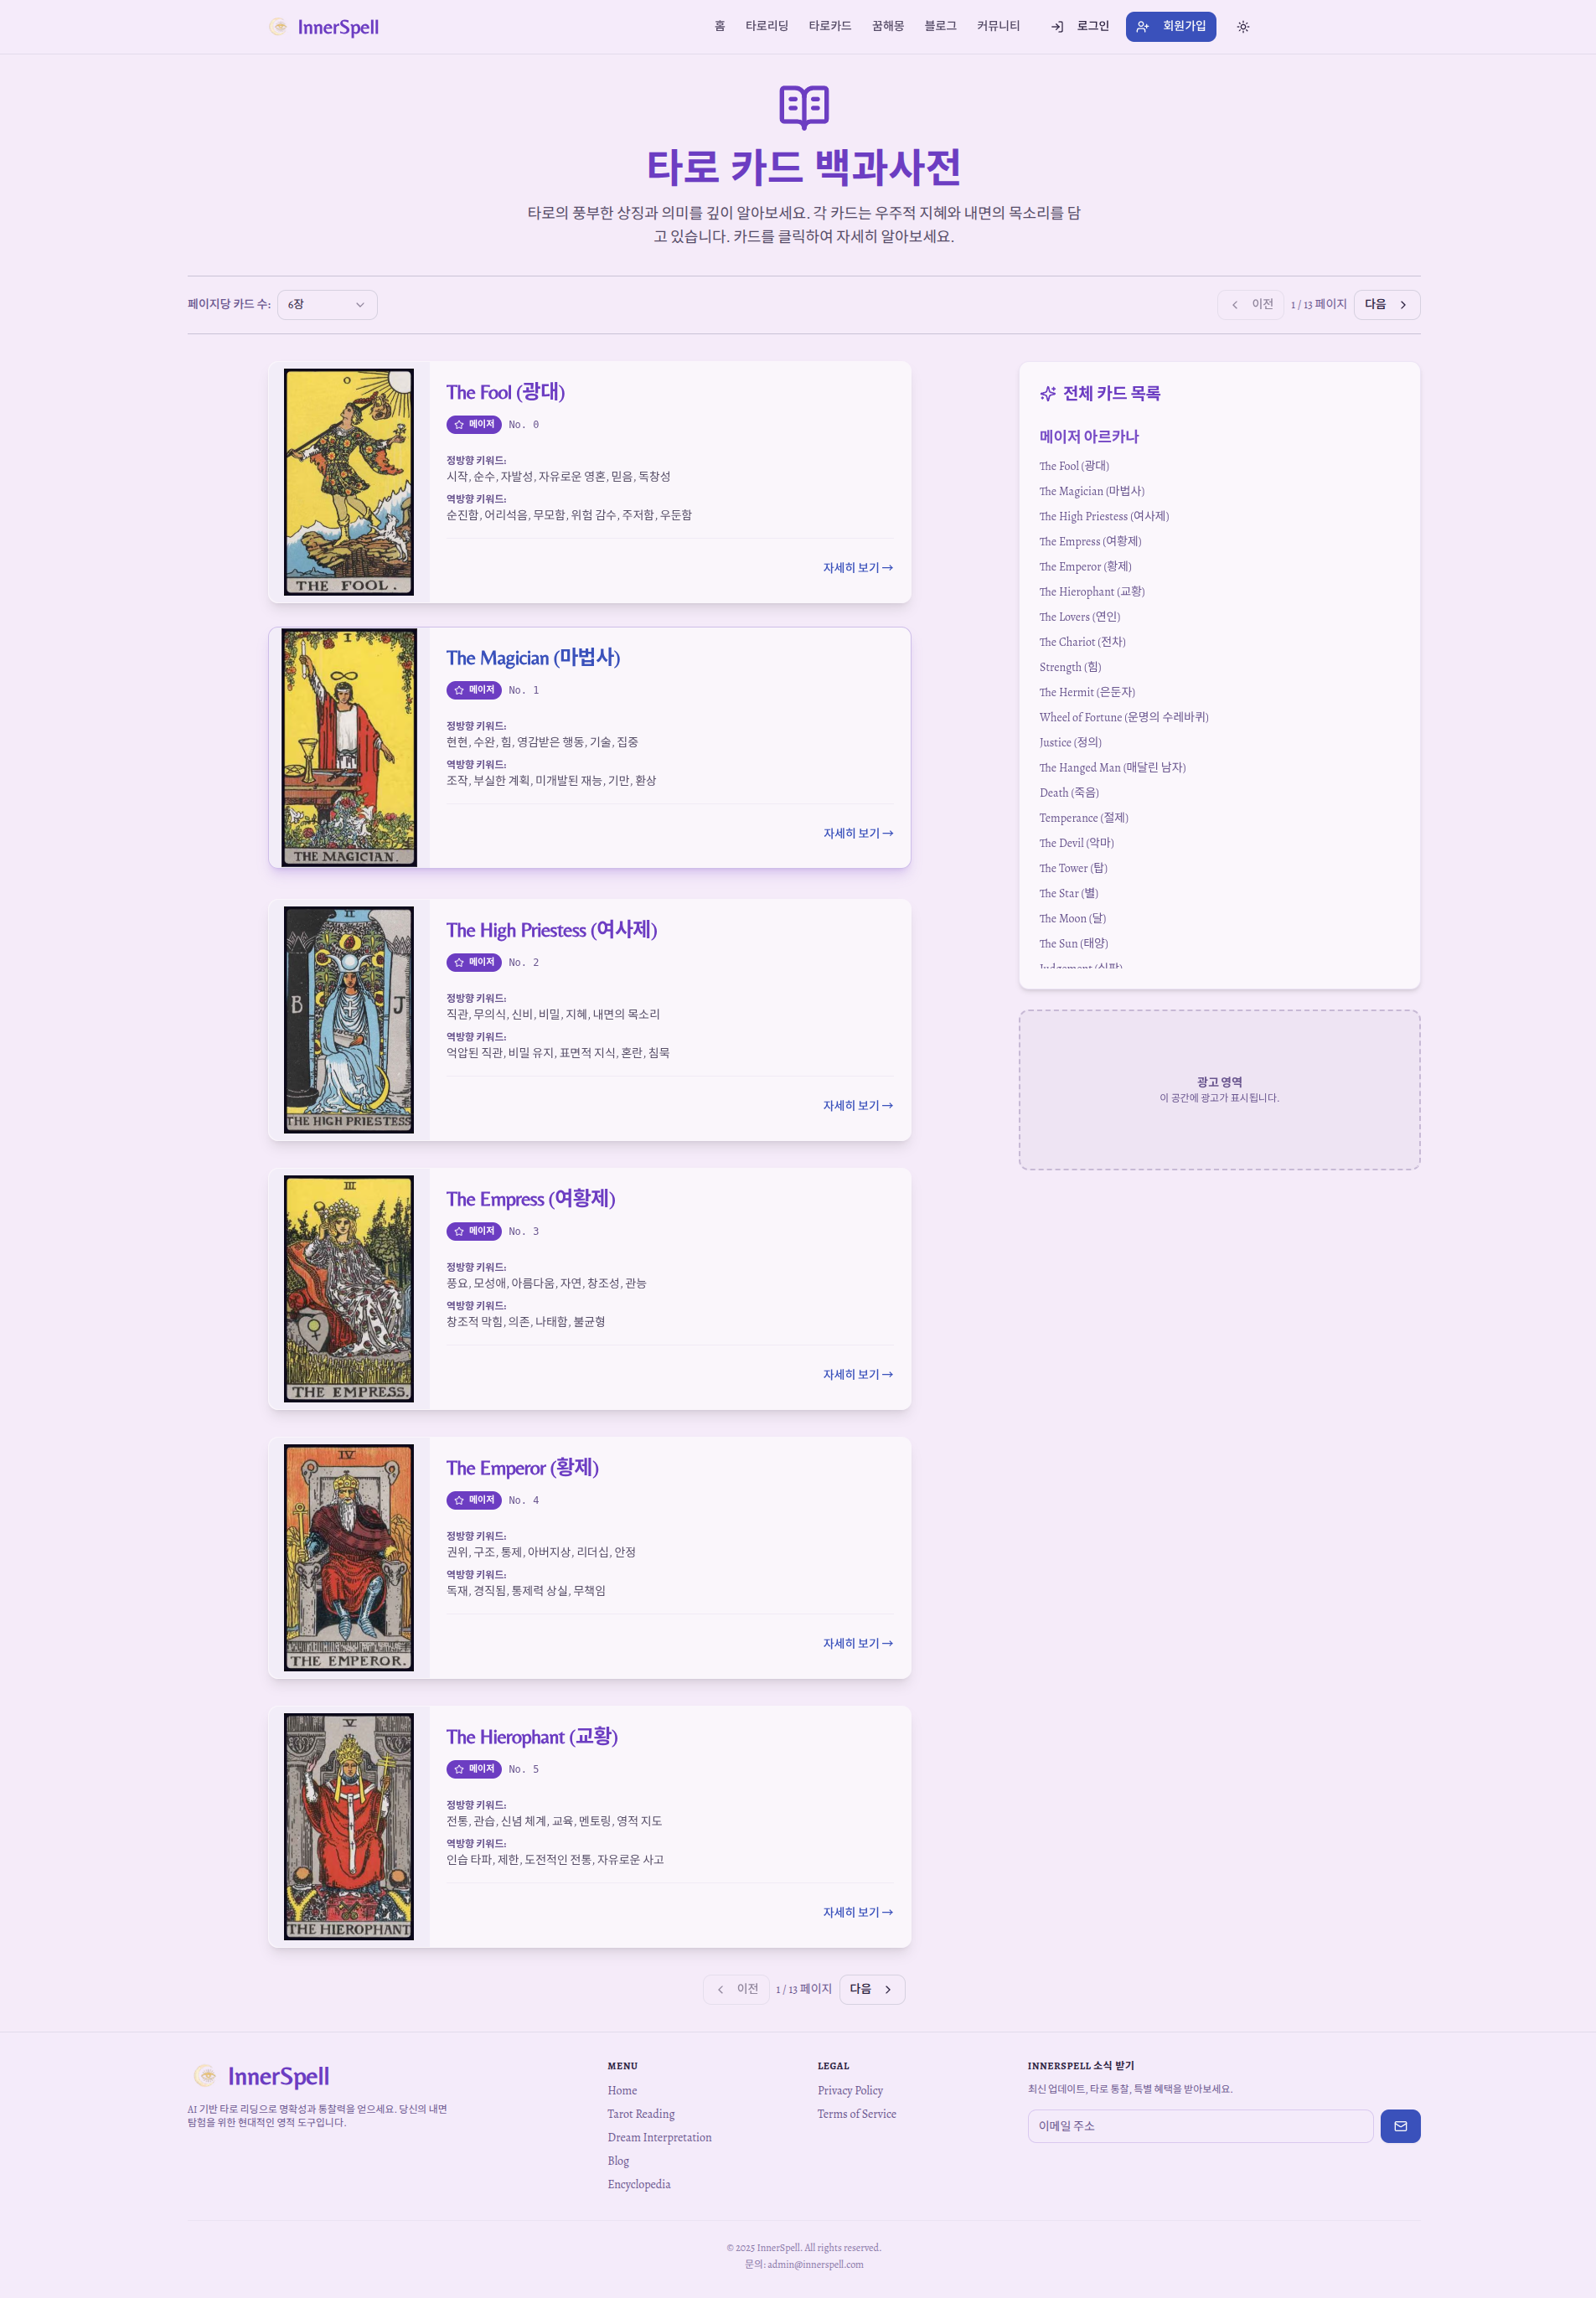 InnerSpell
홈 타로리딩 타로카드 꿈해몽 블로그 커뮤니티 로그인 회원가입
타로 카드 백과사전
타로의 풍부한 상징과 의미를 깊이 알아보세요. 각 카드는 우주적 지혜와 내면의 목소리를 담
고 있습니다. 카드를 클릭하여 자세히 알아보세요.
페이지당 카드 수: 6장
이전 1 / 13 페이지 다음
O
THE FOOL.
The Fool (광대)
메이저 No. 0
정방향 키워드:
시작, 순수, 자발성, 자유로운 영혼, 믿음, 독창성
역방향 키워드:
순진함, 어리석음, 무모함, 위험 감수, 주저함, 우둔함
자세히 보기 →
I
THE MAGICIAN.
The Magician (마법사)
메이저 No. 1
정방향 키워드:
현현, 수완, 힘, 영감받은 행동, 기술, 집중
역방향 키워드:
조작, 부실한 계획, 미개발된 재능, 기만, 환상
자세히 보기 →
II
B J
THE HIGH PRIESTESS
The High Priestess (여사제)
메이저 No. 2
정방향 키워드:
직관, 무의식, 신비, 비밀, 지혜, 내면의 목소리
역방향 키워드:
억압된 직관, 비밀 유지, 표면적 지식, 혼란, 침묵
자세히 보기 →
III
THE EMPRESS.
The Empress (여황제)
메이저 No. 3
정방향 키워드:
풍요, 모성애, 아름다움, 자연, 창조성, 관능
역방향 키워드:
창조적 막힘, 의존, 나태함, 불균형
자세히 보기 →
IV
THE EMPEROR.
The Emperor (황제)
메이저 No. 4
정방향 키워드:
권위, 구조, 통제, 아버지상, 리더십, 안정
역방향 키워드:
독재, 경직됨, 통제력 상실, 무책임
자세히 보기 →
V
THE HIEROPHANT
The Hierophant (교황)
메이저 No. 5
정방향 키워드:
전통, 관습, 신념 체계, 교육, 멘토링, 영적 지도
역방향 키워드:
인습 타파, 제한, 도전적인 전통, 자유로운 사고
자세히 보기 →
이전 1 / 13 페이지 다음
전체 카드 목록
메이저 아르카나
The Fool (광대)
The Magician (마법사)
The High Priestess (여사제)
The Empress (여황제)
The Emperor (황제)
The Hierophant (교황)
The Lovers (연인)
The Chariot (전차)
Strength (힘)
The Hermit (은둔자)
Wheel of Fortune (운명의 수레바퀴)
Justice (정의)
The Hanged Man (매달린 남자)
Death (죽음)
Temperance (절제)
The Devil (악마)
The Tower (탑)
The Star (별)
The Moon (달)
The Sun (태양)
Judgement (심판)
광고 영역
이 공간에 광고가 표시됩니다.
InnerSpell
AI 기반 타로 리딩으로 명확성과 통찰력을 얻으세요. 당신의 내면
탐험을 위한 현대적인 영적 도구입니다.
MENU
Home
Tarot Reading
Dream Interpretation
Blog
Encyclopedia
LEGAL
Privacy Policy
Terms of Service
INNERSPELL 소식 받기
최신 업데이트, 타로 통찰, 특별 혜택을 받아보세요.
이메일 주소
© 2025 InnerSpell. All rights reserved.
문의: admin@innerspell.com